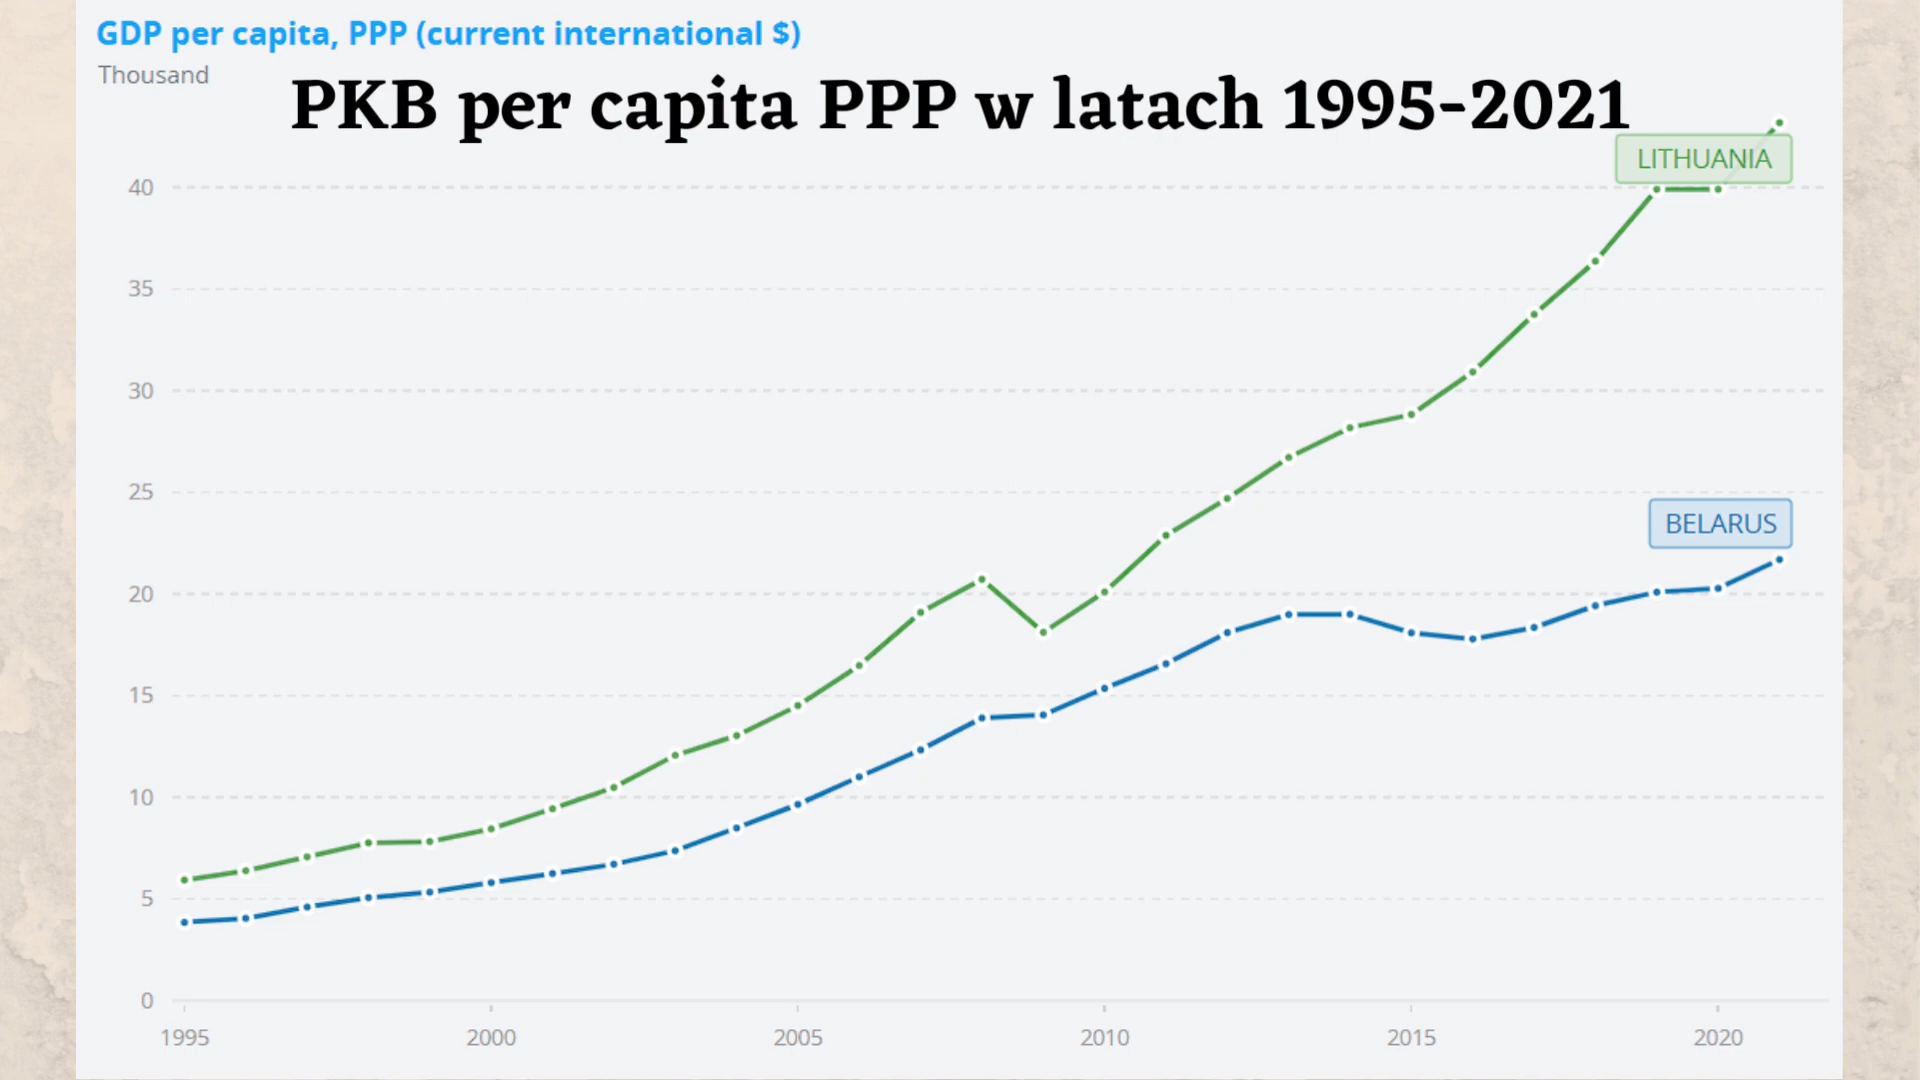 GDP per capita, PPP (current international $)
Thousand
PKB per capita PPP w latach 1995-2021
LITHUANIA
40
35
30
25
BELARUS
20
15
10
5
0
1995 2000 2005 2010 2015 2020